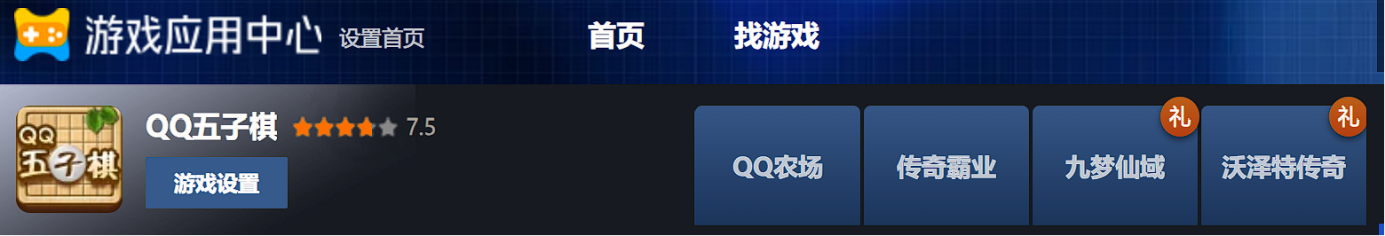 游戏应用中心 设置首页 首页 找游戏
QQ五子棋 7.5
游戏设置
QQ
五子棋
QQ农场 传奇霸业 九梦仙域 礼 沃泽特传奇 礼